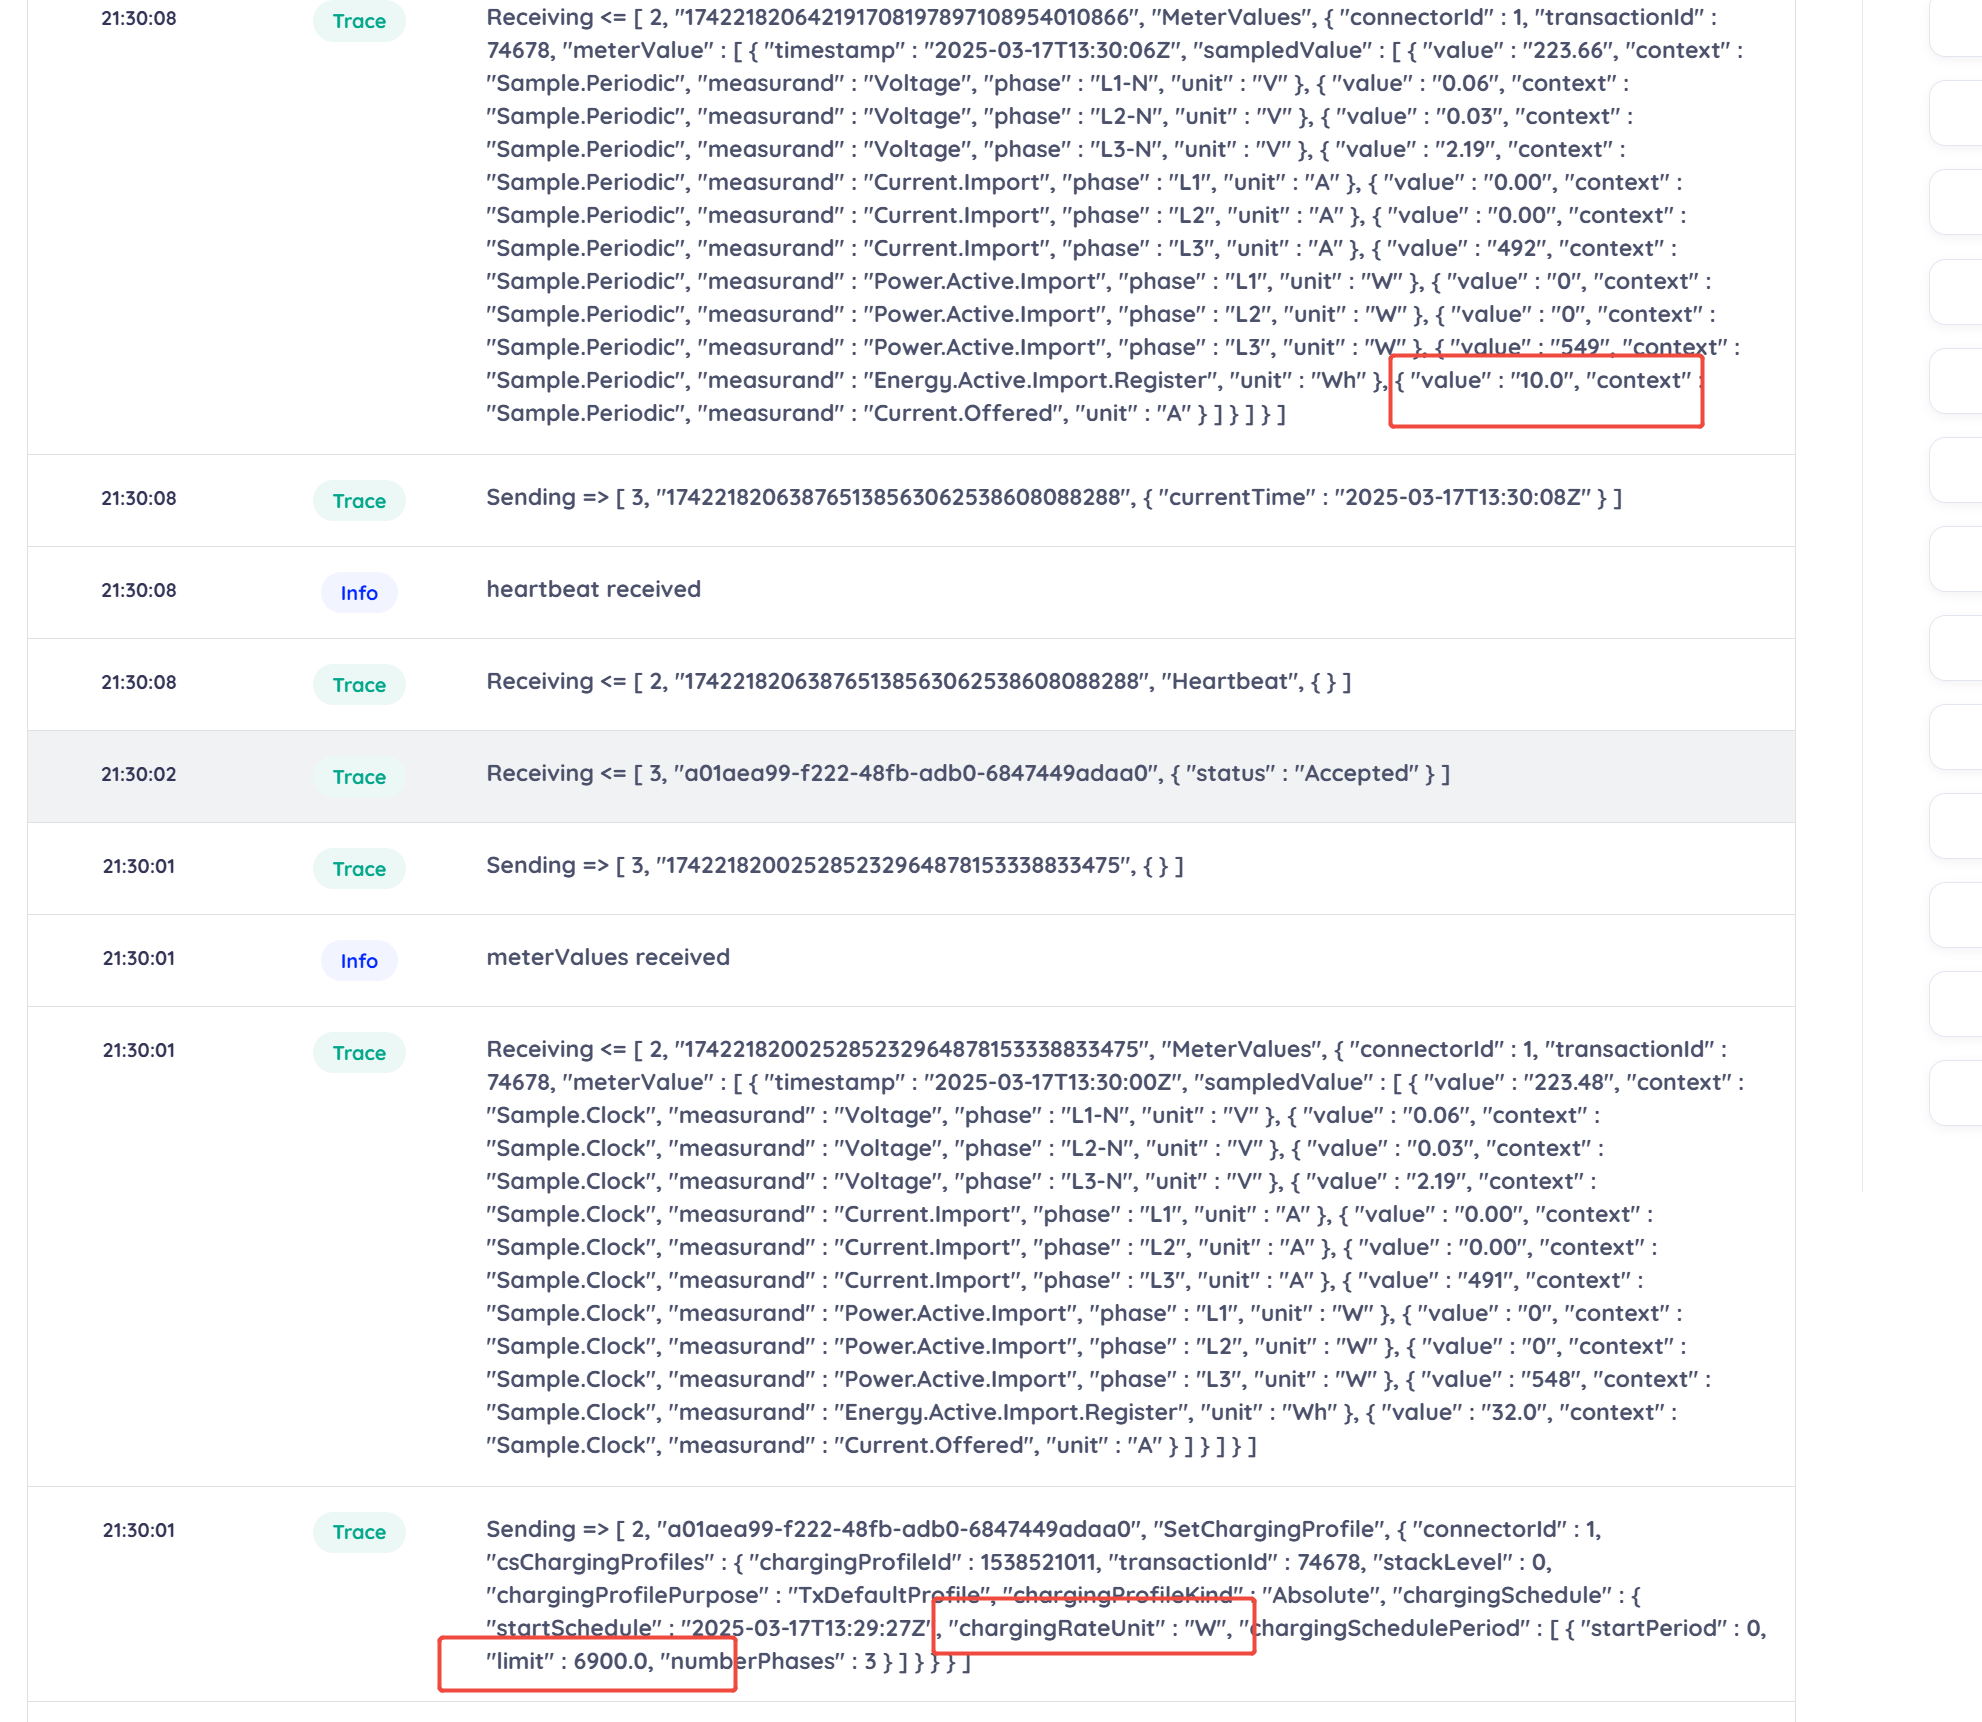 21:30:08 Trace Receiving <= [ 2, "174221820642191708197897108954010866", "MeterValues", { "connectorId" : 1, "transactionId" :
74678, "meterValue" : [ { "timestamp" : "2025-03-17T13:30:06Z", "sampledValue" : [ { "value" : "223.66", "context" :
"Sample.Periodic", "measurand" : "Voltage", "phase" : "L1-N", "unit" : "V" }, { "value" : "0.06", "context" :
"Sample.Periodic", "measurand" : "Voltage", "phase" : "L2-N", "unit" : "V" }, { "value" : "0.03", "context" :
"Sample.Periodic", "measurand" : "Voltage", "phase" : "L3-N", "unit" : "V" }, { "value" : "2.19", "context" :
"Sample.Periodic", "measurand" : "Current.Import", "phase" : "L1", "unit" : "A" }, { "value" : "0.00", "context" :
"Sample.Periodic", "measurand" : "Current.Import", "phase" : "L2", "unit" : "A" }, { "value" : "0.00", "context" :
"Sample.Periodic", "measurand" : "Current.Import", "phase" : "L3", "unit" : "A" }, { "value" : "492", "context" :
"Sample.Periodic", "measurand" : "Power.Active.Import", "phase" : "L1", "unit" : "W" }, { "value" : "0", "context" :
"Sample.Periodic", "measurand" : "Power.Active.Import", "phase" : "L2", "unit" : "W" }, { "value" : "0", "context" :
"Sample.Periodic", "measurand" : "Power.Active.Import", "phase" : "L3", "unit" : "W" }, { "value" : "549", "context" :
"Sample.Periodic", "measurand" : "Energy.Active.Import.Register", "unit" : "Wh" }, { "value" : "10.0", "context" :
"Sample.Periodic", "measurand" : "Current.Offered", "unit" : "A" } ] } ] } ]
21:30:08 Trace Sending => [ 3, "174221820638765138563062538608088288", { "currentTime" : "2025-03-17T13:30:08Z" } ]
21:30:08 Info heartbeat received
21:30:08 Trace Receiving <= [ 2, "174221820638765138563062538608088288", "Heartbeat", { } ]
21:30:02 Trace Receiving <= [ 3, "a01aea99-f222-48fb-adb0-6847449adaa0", { "status" : "Accepted" } ]
21:30:01 Trace Sending => [ 3, "174221820025285232964878153338833475", { } ]
21:30:01 Info meterValues received
21:30:01 Trace Receiving <= [ 2, "174221820025285232964878153338833475", "MeterValues", { "connectorId" : 1, "transactionId" :
74678, "meterValue" : [ { "timestamp" : "2025-03-17T13:30:00Z", "sampledValue" : [ { "value" : "223.48", "context" :
"Sample.Clock", "measurand" : "Voltage", "phase" : "L1-N", "unit" : "V" }, { "value" : "0.06", "context" :
"Sample.Clock", "measurand" : "Voltage", "phase" : "L2-N", "unit" : "V" }, { "value" : "0.03", "context" :
"Sample.Clock", "measurand" : "Voltage", "phase" : "L3-N", "unit" : "V" }, { "value" : "2.19", "context" :
"Sample.Clock", "measurand" : "Current.Import", "phase" : "L1", "unit" : "A" }, { "value" : "0.00", "context" :
"Sample.Clock", "measurand" : "Current.Import", "phase" : "L2", "unit" : "A" }, { "value" : "0.00", "context" :
"Sample.Clock", "measurand" : "Current.Import", "phase" : "L3", "unit" : "A" }, { "value" : "491", "context" :
"Sample.Clock", "measurand" : "Power.Active.Import", "phase" : "L1", "unit" : "W" }, { "value" : "0", "context" :
"Sample.Clock", "measurand" : "Power.Active.Import", "phase" : "L2", "unit" : "W" }, { "value" : "0", "context" :
"Sample.Clock", "measurand" : "Power.Active.Import", "phase" : "L3", "unit" : "W" }, { "value" : "548", "context" :
"Sample.Clock", "measurand" : "Energy.Active.Import.Register", "unit" : "Wh" }, { "value" : "32.0", "context" :
"Sample.Clock", "measurand" : "Current.Offered", "unit" : "A" } ] } ] } ]
21:30:01 Trace Sending => [ 2, "a01aea99-f222-48fb-adb0-6847449adaa0", "SetChargingProfile", { "connectorId" : 1,
"csChargingProfiles" : { "chargingProfileId" : 1538521011, "transactionId" : 74678, "stackLevel" : 0,
"chargingProfilePurpose" : "TxDefaultProfile", "chargingProfileKind" : "Absolute", "chargingSchedule" : {
"startSchedule" : "2025-03-17T13:29:27Z", "chargingRateUnit" : "W", "chargingSchedulePeriod" : [ { "startPeriod" : 0,
"limit" : 6900.0, "numberPhases" : 3 } ] } } } ]